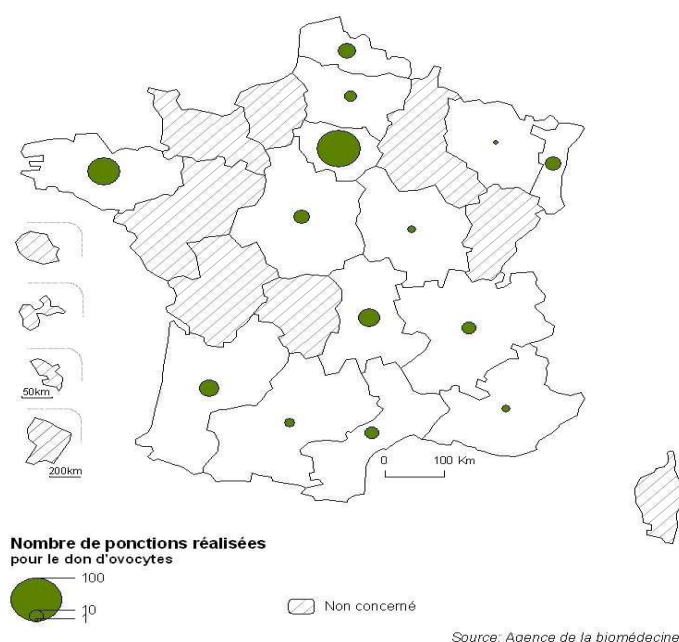 50km
200km
0 100 Km
Nombre de ponctions réalisées
pour le don d'ovocytes
100
10
1
Non concerné
Source: Agence de la biomédecine